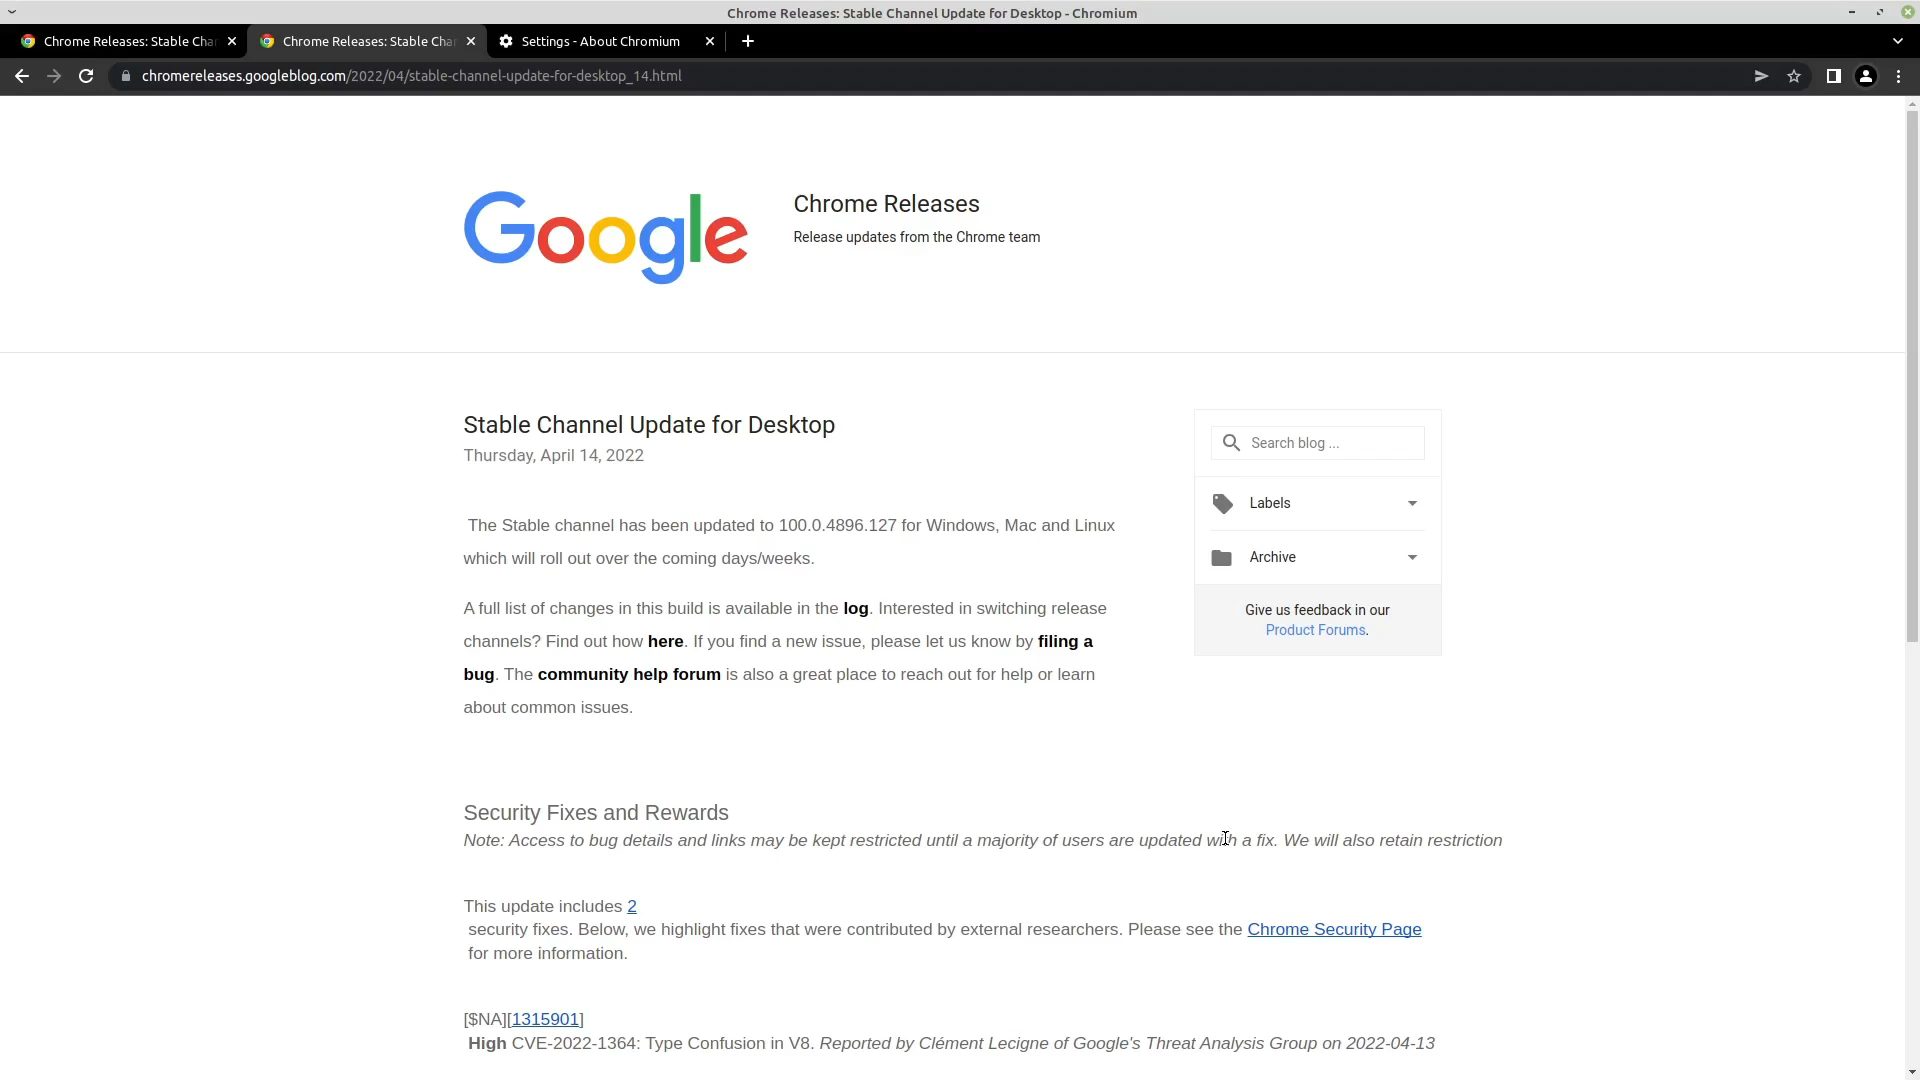 Chrome Releases: Stable Channel Update for Desktop - Chromium
Chrome Releases: Stable Cha
Chrome Releases: Stable Cha
Settings - About Chromium
chromereleases.googleblog.com/2022/04/stable-channel-update-for-desktop_14.html
Google
Chrome Releases
Release updates from the Chrome team
Stable Channel Update for Desktop
Thursday, April 14, 2022
The Stable channel has been updated to 100.0.4896.127 for Windows, Mac and Linux
which will roll out over the coming days/weeks.
A full list of changes in this build is available in the log. Interested in switching release
channels? Find out how here. If you find a new issue, please let us know by filing a
bug. The community help forum is also a great place to reach out for help or learn
about common issues.
Search blog ...
Labels
Archive
Give us feedback in our
Product Forums.
Security Fixes and Rewards
Note: Access to bug details and links may be kept restricted until a majority of users are updated with a fix. We will also retain restriction
This update includes 2
security fixes. Below, we highlight fixes that were contributed by external researchers. Please see the Chrome Security Page
for more information.
[$NA][1315901]
High CVE-2022-1364: Type Confusion in V8. Reported by Clément Lecigne of Google's Threat Analysis Group on 2022-04-13